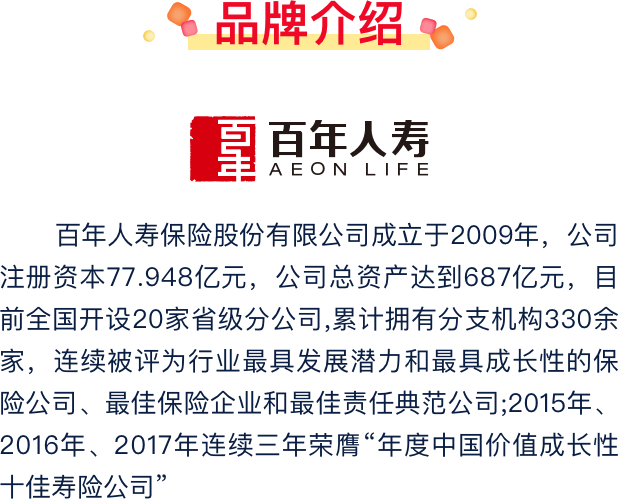 品牌介绍
百年 百年人寿
AEON LIFE
百年人寿保险股份有限公司成立于2009年，公司
注册资本77.948亿元，公司总资产达到687亿元，目
前全国开设20家省级分公司,累计拥有分支机构330余
家，连续被评为行业最具发展潜力和最具成长性的保
险公司、最佳保险企业和最佳责任典范公司;2015年、
2016年、2017年连续三年荣膺“年度中国价值成长性
十佳寿险公司”